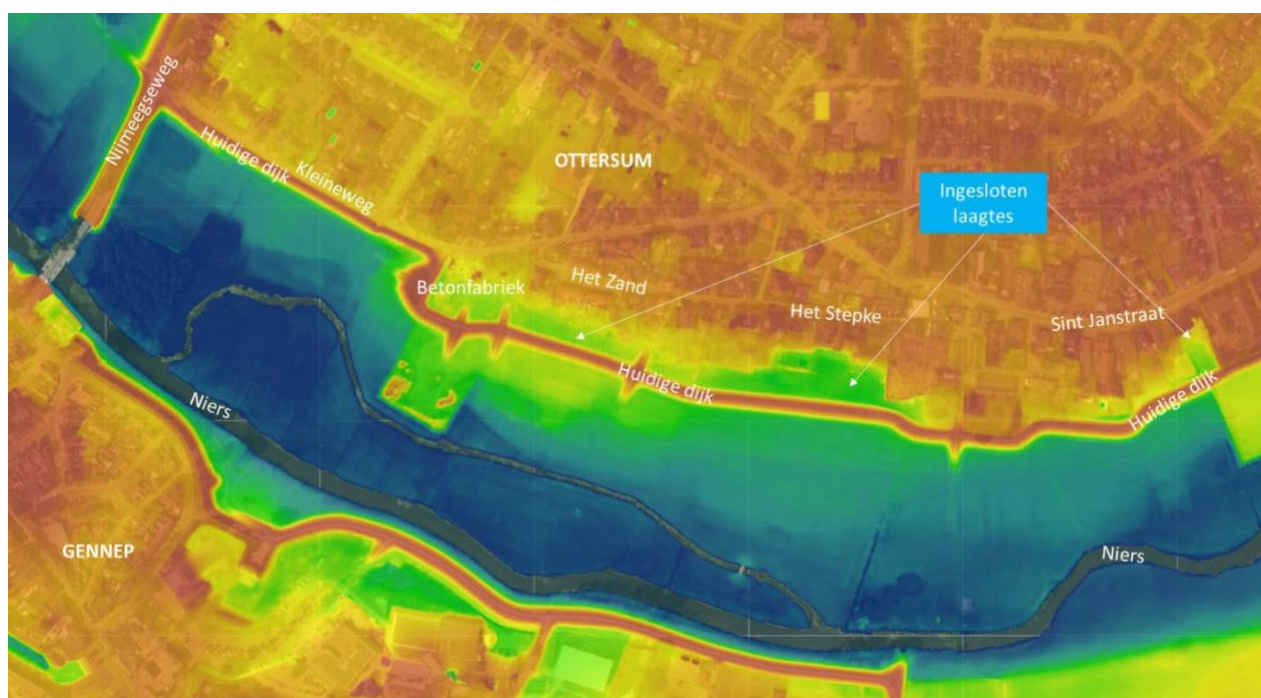 Nijmeegseweg
Huidige dijk
Kleineweg
OTTERSUM
Ingesloten
laagtes
Betonfabriek
Het Zand
Het Stepke
Sint Janstraat
Huidige dijk
Huidige dijk
Niers
GENNEP
Niers